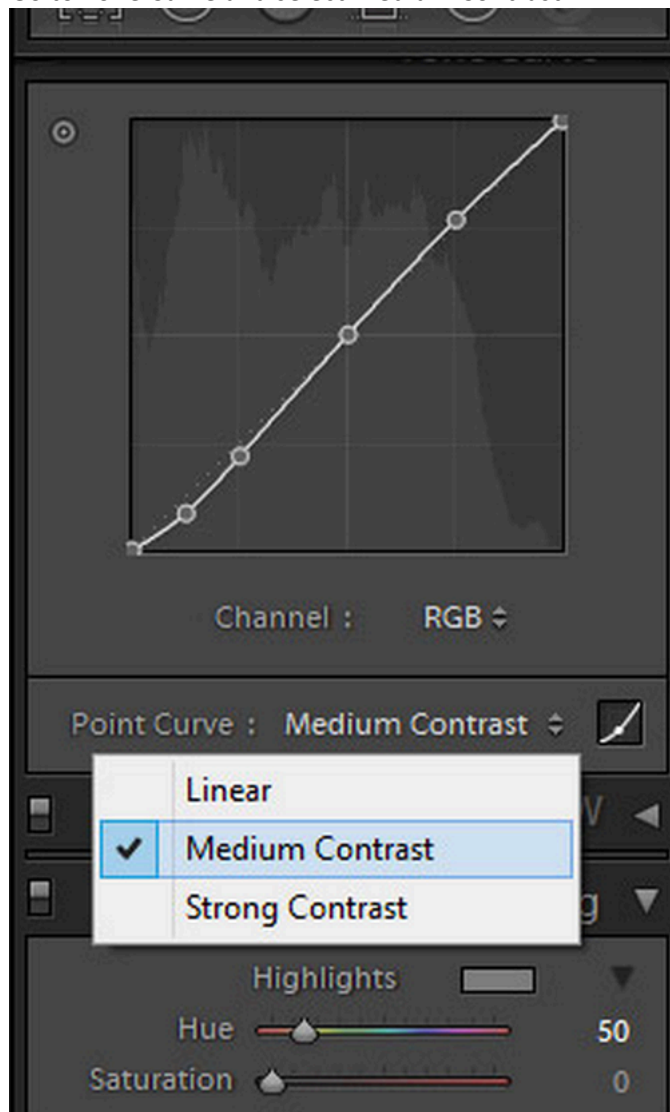 Channel : RGB
Point Curve : Medium Contrast
Linear
Medium Contrast
Strong Contrast
Highlights
Hue 50
Saturation 0